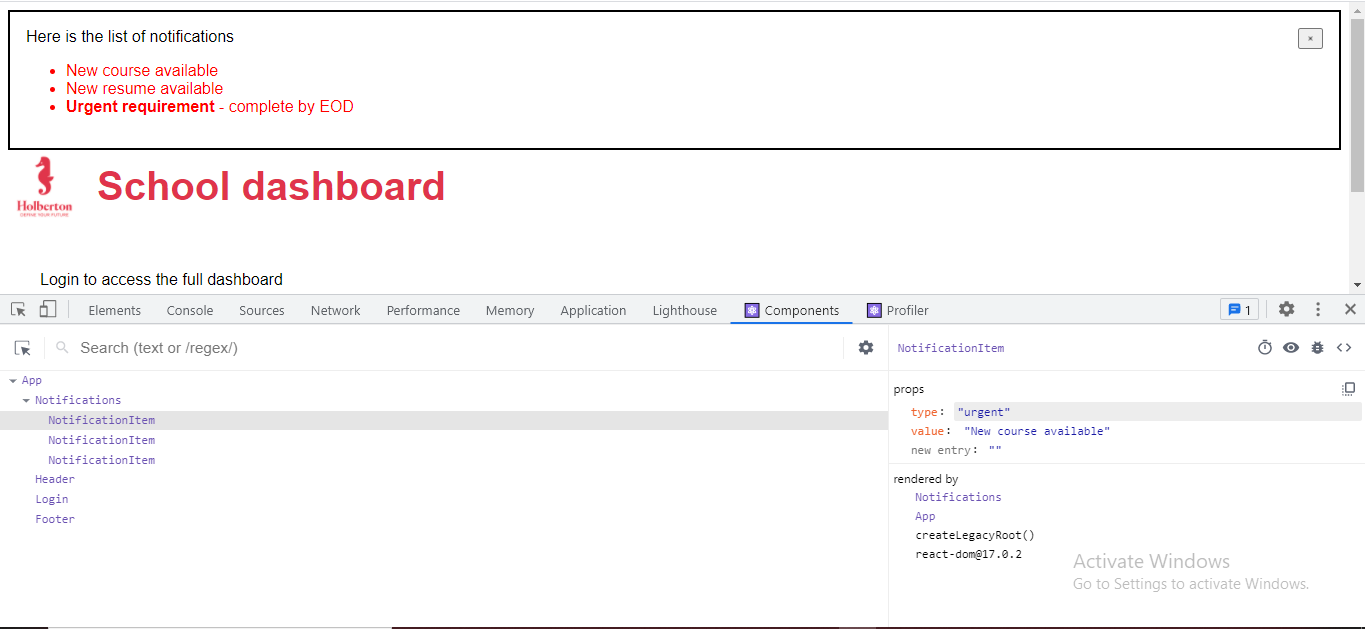 Here is the list of notifications
×
New course available
New resume available
Urgent requirement - complete by EOD
Holberton
DEFINE YOUR FUTURE
School dashboard
Login to access the full dashboard
Elements Console Sources Network Performance Memory Application Lighthouse Components Profiler 1
Search (text or /regex/)
App
Notifications
NotificationItem
NotificationItem
NotificationItem
Header
Login
Footer
NotificationItem
props
type: "urgent"
value: "New course available"
new entry: ""
rendered by
Notifications
App
createLegacyRoot()
react-dom@17.0.2
Activate Windows
Go to Settings to activate Windows.